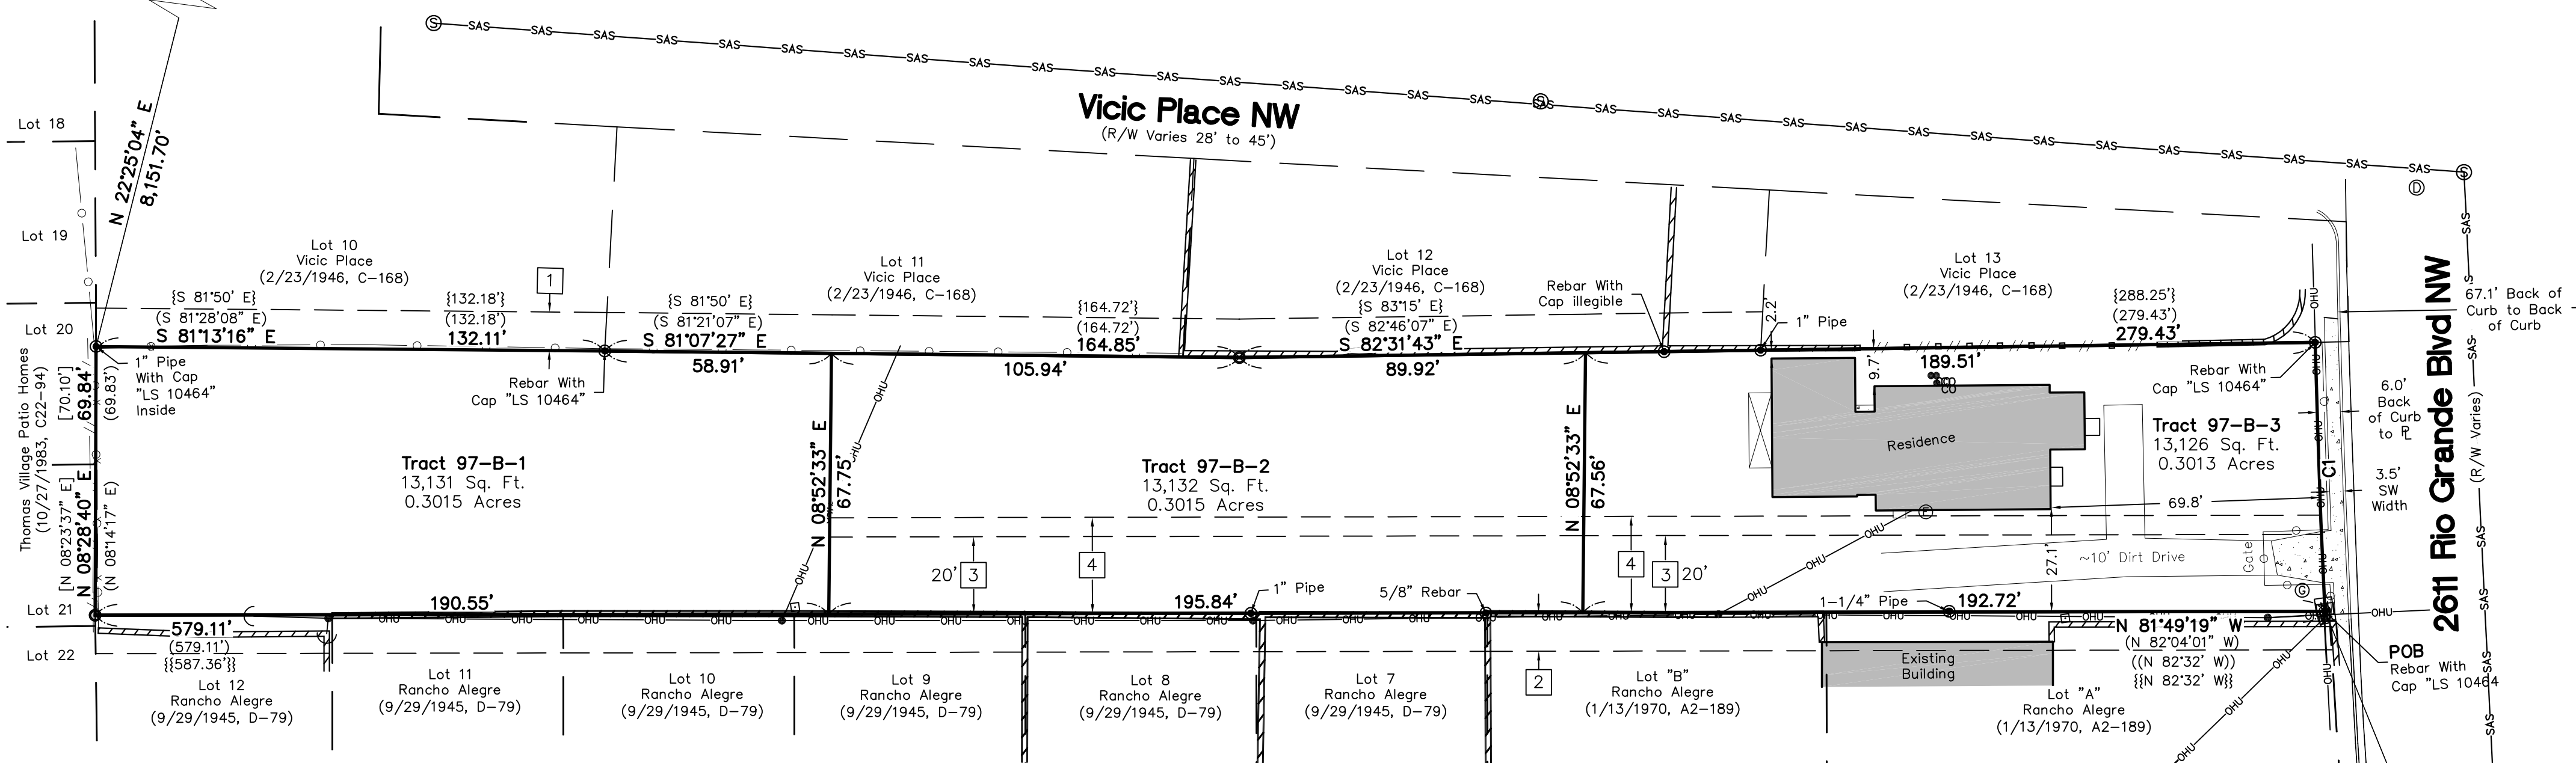 Vicic Place NW
(R/W Varies 28' to 45')
Lot 18
Lot 19
Lot 20
Lot 21
Lot 22
N 22°25'04" E
8,151.70'
Lot 10
Vicic Place
(2/23/1946, C-168)
1
{S 81°50' E}
(S 81°28'08" E)
S 81°13'16" E
{132.18'}
(132.18')
132.11'
Lot 11
Vicic Place
(2/23/1946, C-168)
{S 81°50' E}
(S 81°21'07" E)
S 81°07'27" E
58.91'
{164.72'}
(164.72')
164.85'
105.94'
Lot 12
Vicic Place
(2/23/1946, C-168)
{S 83°15' E}
(S 82°46'07" E)
S 82°31'43" E
89.92'
Rebar With
Cap illegible
2.2'
1" Pipe
Lot 13
Vicic Place
(2/23/1946, C-168)
{288.25'}
(279.43')
279.43'
189.51'
9.7'
67.1' Back of
Curb to Back
of Curb
1" Pipe
With Cap
"LS 10464"
Inside
Rebar With
Cap "LS 10464"
Rebar With
Cap "LS 10464"
Thomas Village Patio Homes
(10/27/1983, C22-94)
[N 08°23'37" E]
[70.10']
N 08°28'40" E
69.84'
(N 08°14'17" E)
(69.83')
Tract 97-B-1
13,131 Sq. Ft.
0.3015 Acres
N 08°52'33" E
67.75'
Tract 97-B-2
13,132 Sq. Ft.
0.3015 Acres
N 08°52'33" E
67.56'
Residence
Tract 97-B-3
13,126 Sq. Ft.
0.3013 Acres
69.8'
C1
6.0'
Back
of Curb
to ℄
3.5'
SW
Width
2611 Rio Grande Blvd NW
(R/W Varies)
20'
3
4
4
3
20'
27.1'
~10' Dirt Drive
Gate
190.55'
195.84'
1" Pipe
5/8" Rebar
1-1/4" Pipe
192.72'
579.11'
(579.11')
{{587.36'}}
N 81°49'19" W
(N 82°04'01" W)
((N 82°32' W))
{{N 82°32' W}}
POB
Rebar With
Cap "LS 10464
Lot 12
Rancho Alegre
(9/29/1945, D-79)
Lot 11
Rancho Alegre
(9/29/1945, D-79)
Lot 10
Rancho Alegre
(9/29/1945, D-79)
Lot 9
Rancho Alegre
(9/29/1945, D-79)
Lot 8
Rancho Alegre
(9/29/1945, D-79)
Lot 7
Rancho Alegre
(9/29/1945, D-79)
2
Lot "B"
Rancho Alegre
(1/13/1970, A2-189)
Existing
Building
Lot "A"
Rancho Alegre
(1/13/1970, A2-189)